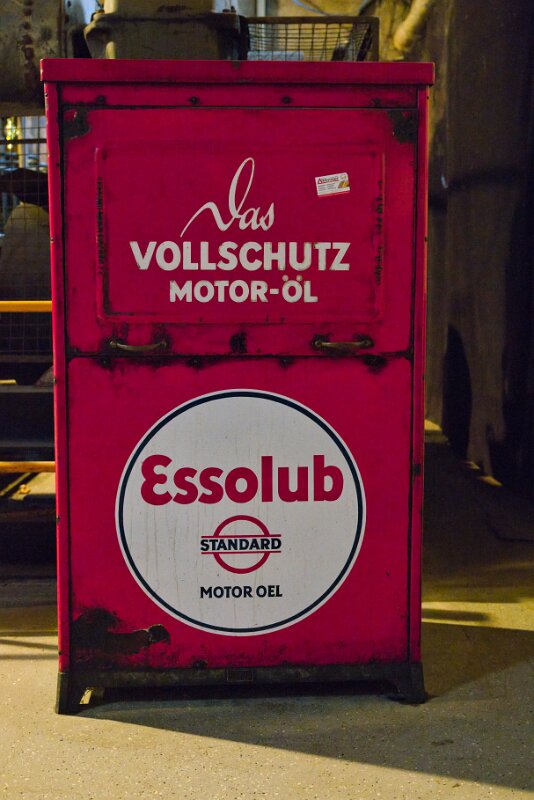 Das
VOLLSCHUTZ
MOTOR-ÖL
Essolub
STANDARD
MOTOR OEL